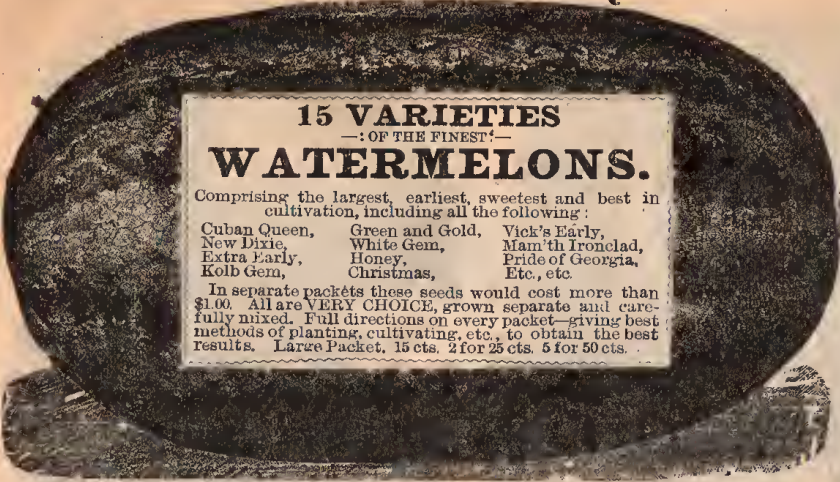 15 VARIETIES
—: OF THE FINEST :—
WATERMELONS.
Comprising the largest, earliest, sweetest and best in
cultivation, including all the following :
Cuban Queen, Green and Gold, Vick's Early,
New Dixie, White Gem, Mam'th Ironclad,
Extra Early, Honey, Pride of Georgia,
Kolb Gem, Christmas, Etc., etc.
In separate packets these seeds would cost more than
$1.00. All are VERY CHOICE, grown separate and care-
fully mixed. Full directions on every packet—giving best
methods of planting, cultivating, etc., to obtain the best
results. Large Packet, 15 cts. 2 for 25 cts. 5 for 50 cts.